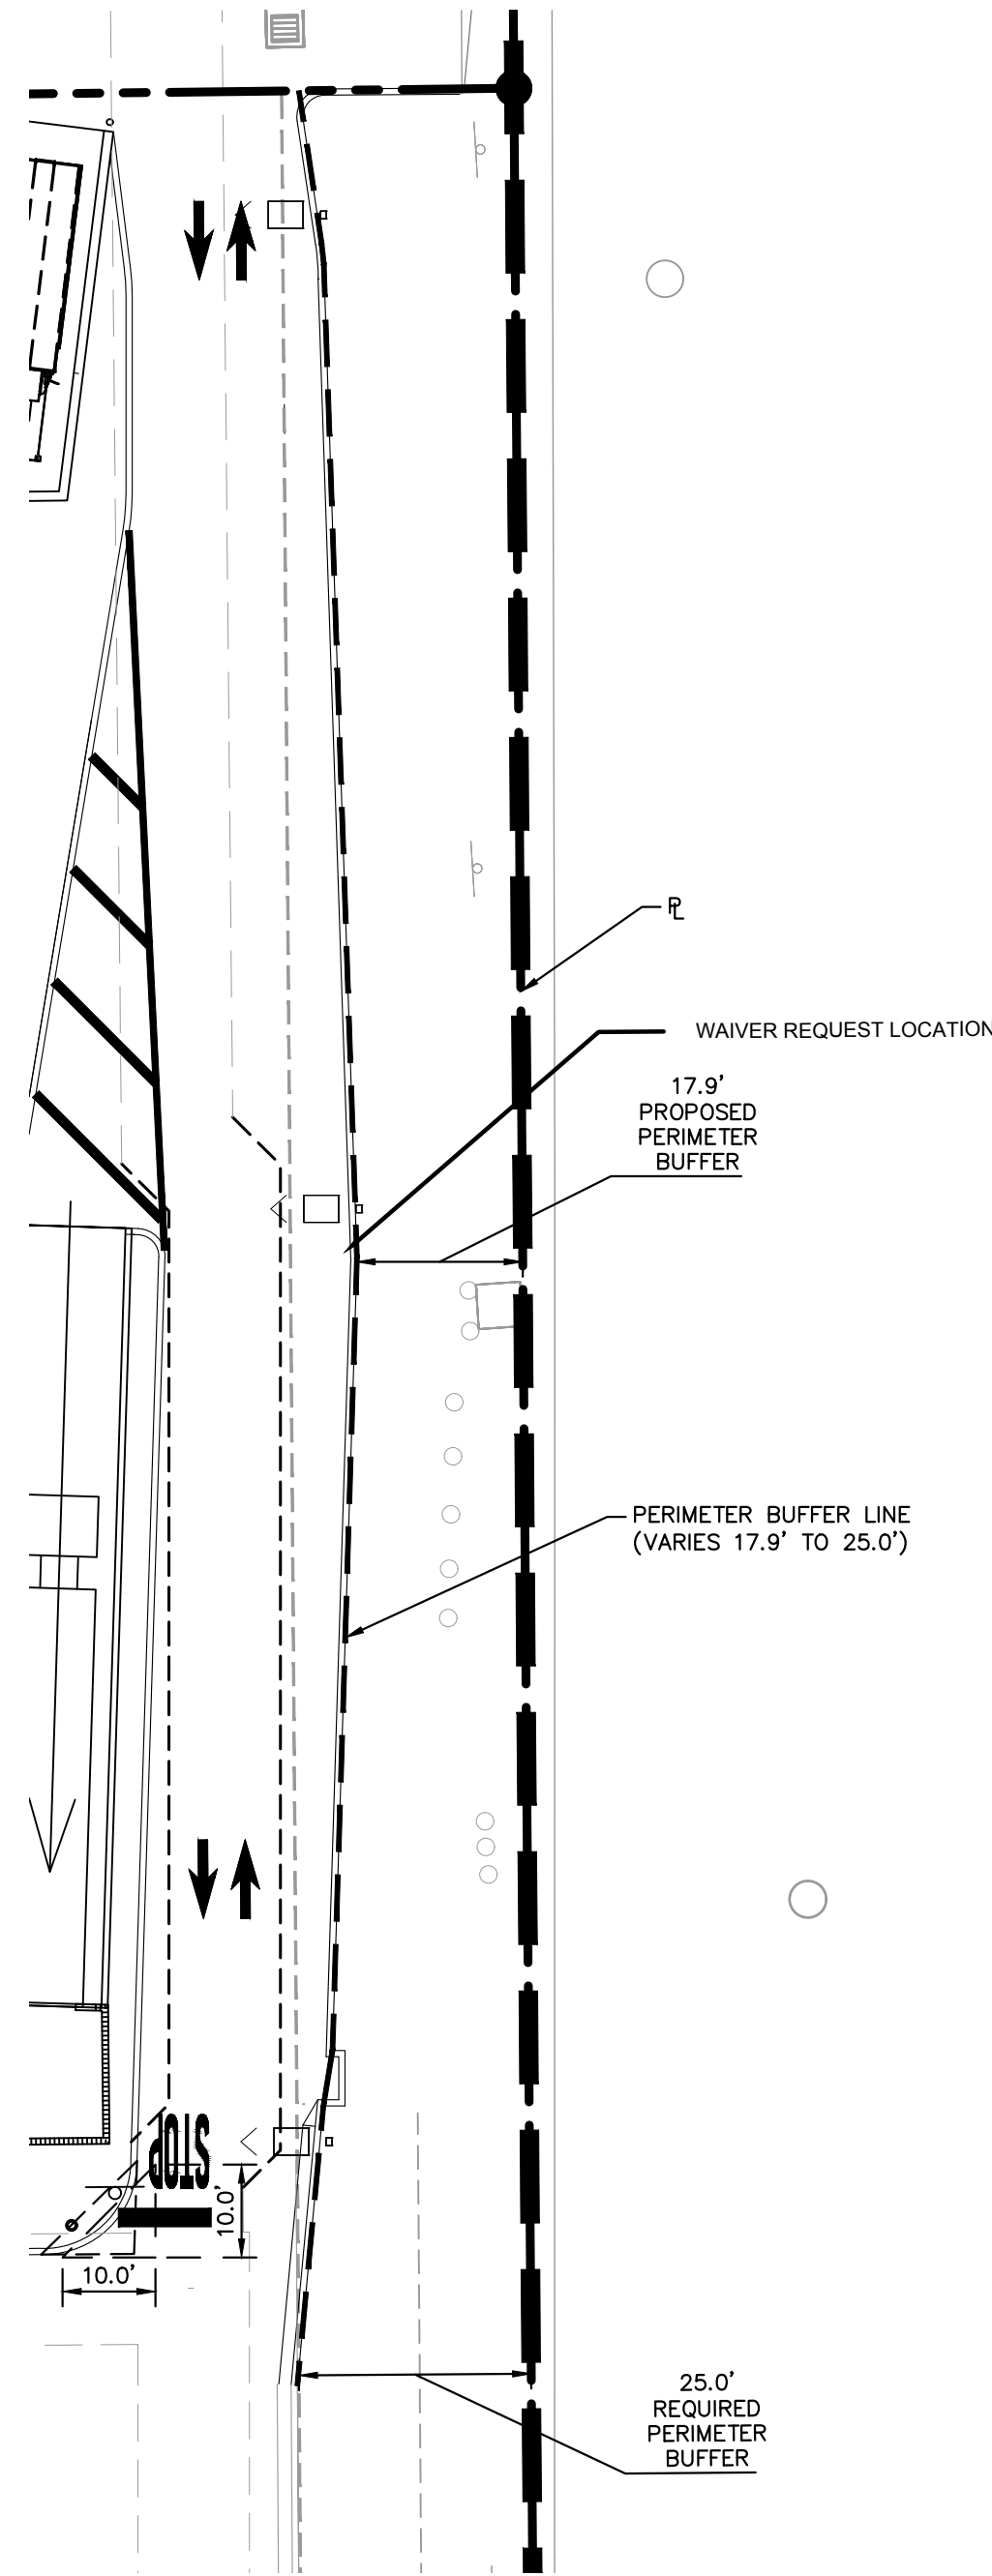 ℄
WAIVER REQUEST LOCATION
17.9'
PROPOSED
PERIMETER
BUFFER
PERIMETER BUFFER LINE
(VARIES 17.9' TO 25.0')
STOP
10.0'
10.0'
25.0'
REQUIRED
PERIMETER
BUFFER